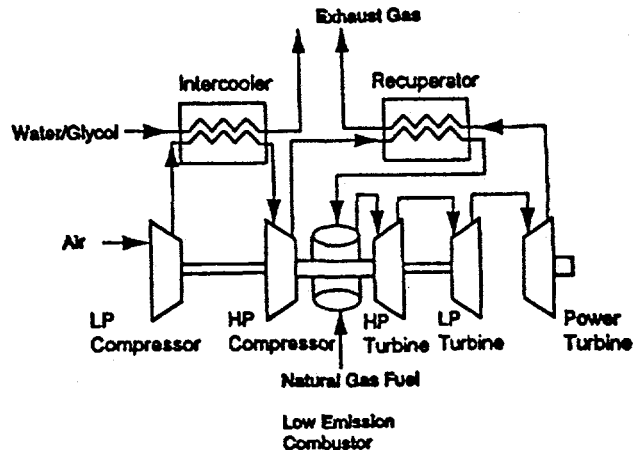 Exhaust Gas
Intercooler
Recuperator
Water/Glycol
Air
LP
Compressor
HP
Compressor
HP
Turbine
LP
Turbine
Power
Turbine
Natural Gas Fuel
Low Emission
Combustor